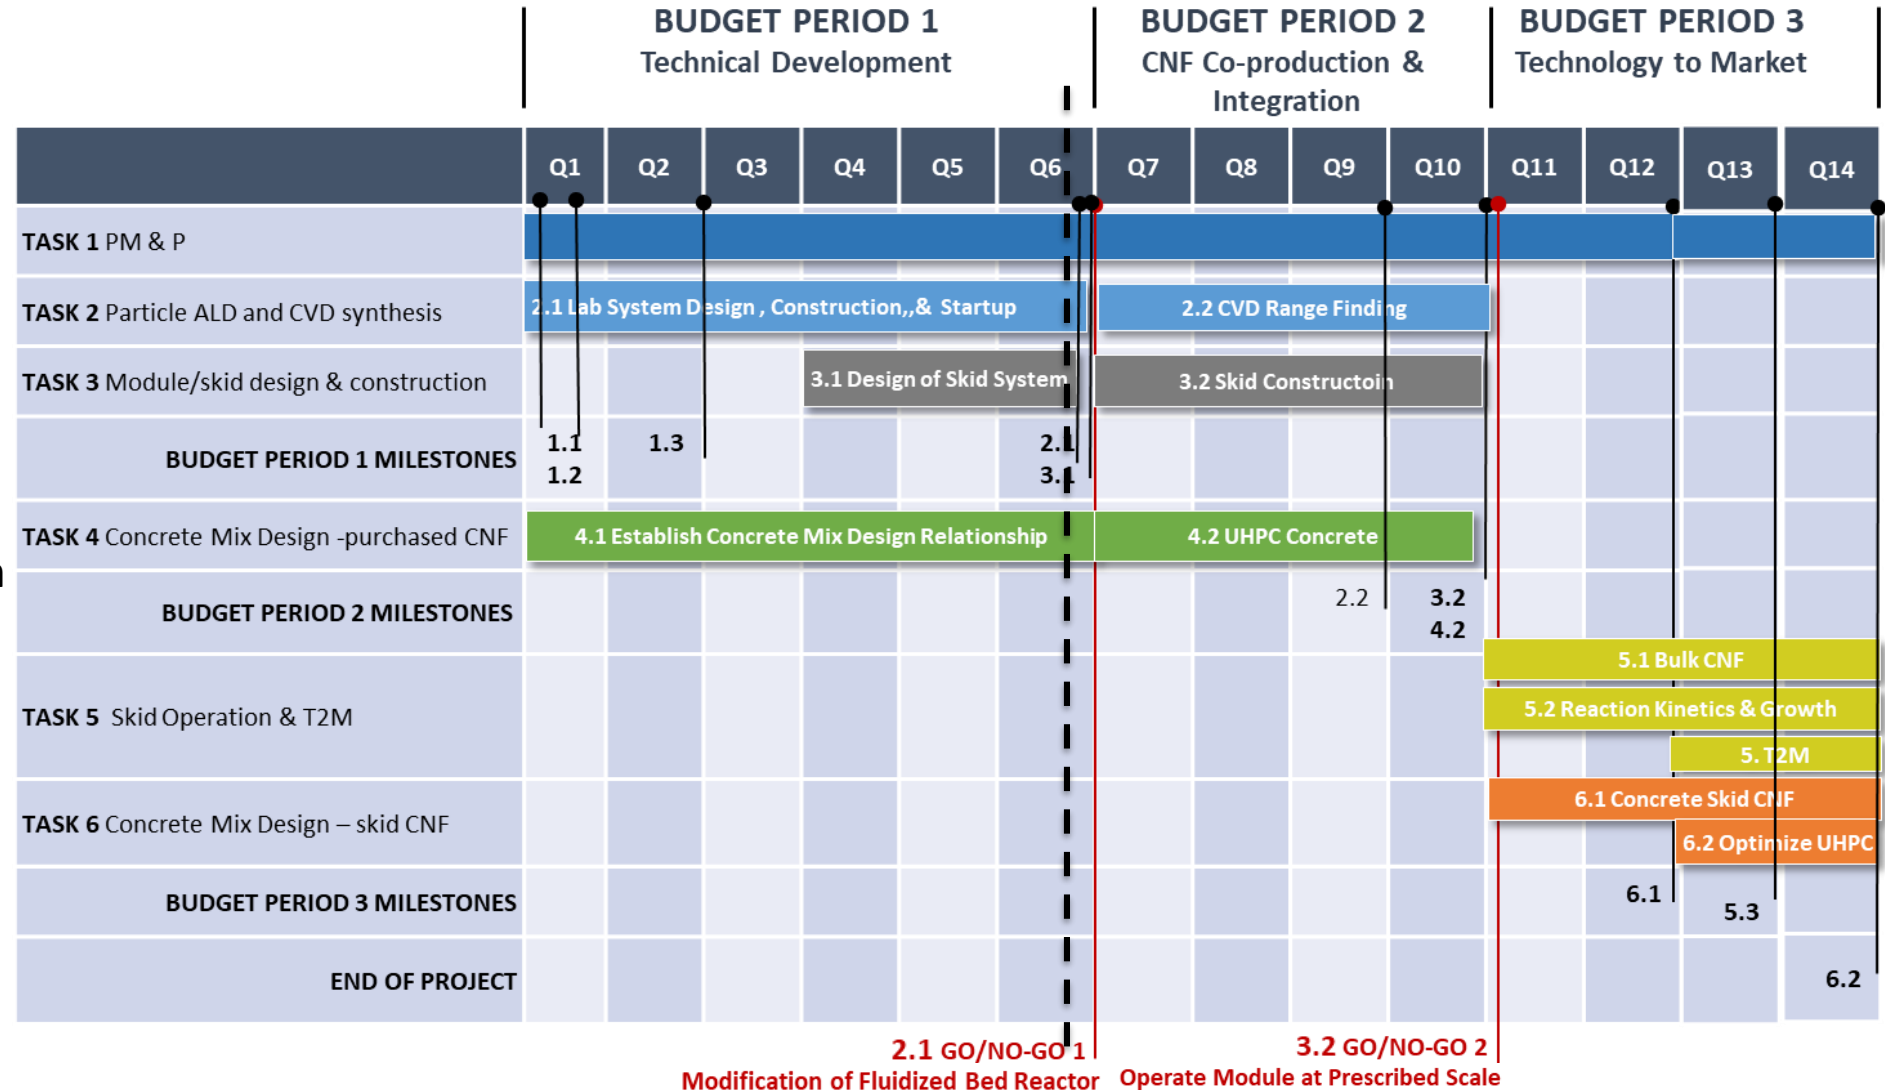 BUDGET PERIOD 1
Technical Development
BUDGET PERIOD 2
CNF Co-production &
Integration
BUDGET PERIOD 3
Technology to Market
Q1 Q2 Q3 Q4 Q5 Q6 Q7 Q8 Q9 Q10 Q11 Q12 Q13 Q14
TASK 1 PM & P
TASK 2 Particle ALD and CVD synthesis
2.1 Lab System Design , Construction,,& Startup
2.2 CVD Range Finding
TASK 3 Module/skid design & construction
3.1 Design of Skid System
3.2 Skid Constructoin
BUDGET PERIOD 1 MILESTONES
1.1
1.2
1.3
2.1
3.1
TASK 4 Concrete Mix Design -purchased CNF
4.1 Establish Concrete Mix Design Relationship
4.2 UHPC Concrete
n
BUDGET PERIOD 2 MILESTONES
2.2
3.2
4.2
TASK 5 Skid Operation & T2M
5.1 Bulk CNF
5.2 Reaction Kinetics & Growth
5. T2M
TASK 6 Concrete Mix Design – skid CNF
6.1 Concrete Skid CNF
6.2 Optimize UHPC
BUDGET PERIOD 3 MILESTONES
6.1
5.3
END OF PROJECT
6.2
2.1 GO/NO-GO 1
Modification of Fluidized Bed Reactor
3.2 GO/NO-GO 2
Operate Module at Prescribed Scale